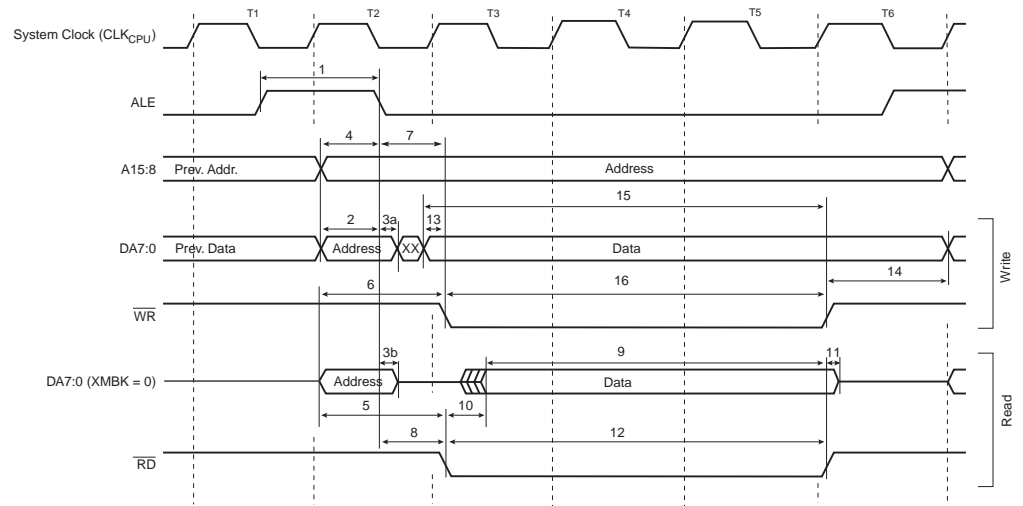 T1 T2 T3 T4 T5 T6
System Clock (CLKCPU)
1
ALE
4 7
A15:8 Prev. Addr. Address
15
2 3a 13
DA7:0 Prev. Data Address XX Data
14
6 16
WR
Write
3b 9 11
DA7:0 (XMBK = 0) Address Data
5 10
8 12
RD
Read